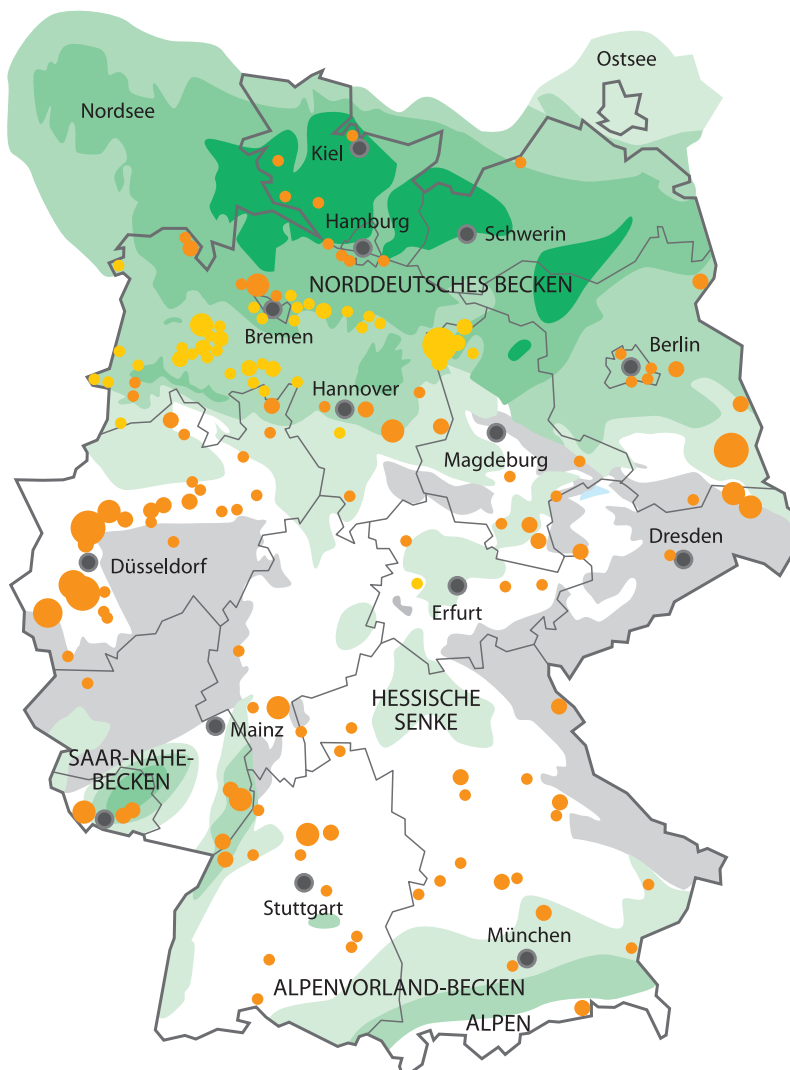 Ostsee
Nordsee
Kiel
Hamburg
Schwerin
NORDDEUTSCHES BECKEN
Bremen
Berlin
Hannover
Magdeburg
Düsseldorf
Dresden
Erfurt
HESSISCHE
SENKE
Mainz
SAAR-NAHE-
BECKEN
Stuttgart
München
ALPENVORLAND-BECKEN
ALPEN